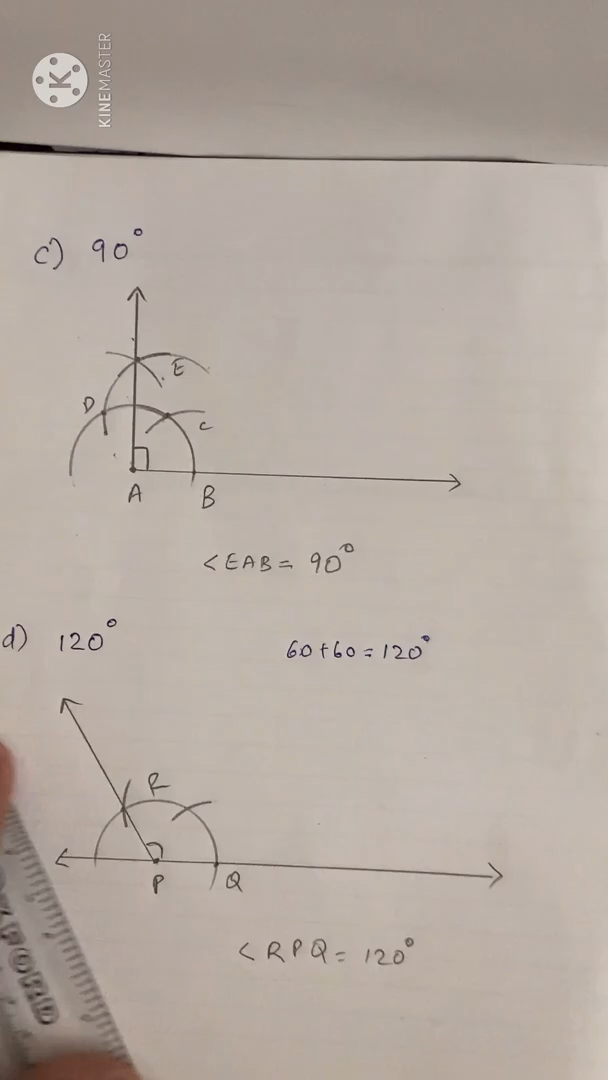 KINEMASTER
c) 90°
E
D
C
A
B
<EAB = 90°
d) 120°
60+60=120°
R
P
Q
<RPQ = 120°